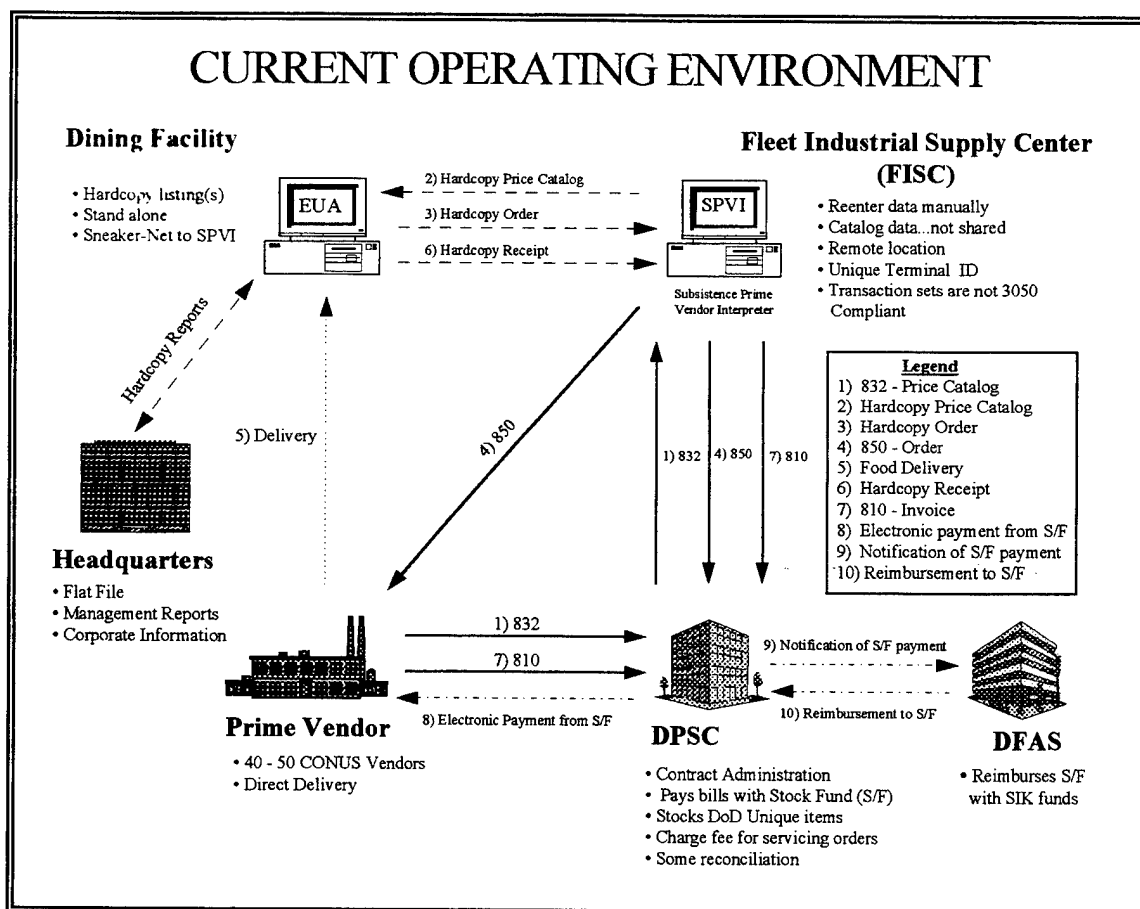 CURRENT OPERATING ENVIRONMENT
Dining Facility
• Hardcopy listing(s)
• Stand alone
• Sneaker-Net to SPVI
EUA
2) Hardcopy Price Catalog
3) Hardcopy Order
6) Hardcopy Receipt
SPVI
Subsistence Prime
Vendor Interpreter
Fleet Industrial Supply Center
(FISC)
• Reenter data manually
• Catalog data...not shared
• Remote location
• Unique Terminal ID
• Transaction sets are not 3050
Compliant
Hardcopy Reports
5) Delivery
4) 850
1) 832
4) 850
7) 810
Legend
1) 832 - Price Catalog
2) Hardcopy Price Catalog
3) Hardcopy Order
4) 850 - Order
5) Food Delivery
6) Hardcopy Receipt
7) 810 - Invoice
8) Electronic payment from S/F
9) Notification of S/F payment
10) Reimbursement to S/F
Headquarters
• Flat File
• Management Reports
• Corporate Information
1) 832
7) 810
8) Electronic Payment from S/F
9) Notification of S/F payment
10) Reimbursement to S/F
Prime Vendor
• 40 - 50 CONUS Vendors
• Direct Delivery
DPSC
• Contract Administration
• Pays bills with Stock Fund (S/F)
• Stocks DoD Unique items
• Charge fee for servicing orders
• Some reconciliation
DFAS
• Reimburses S/F
with SIK funds